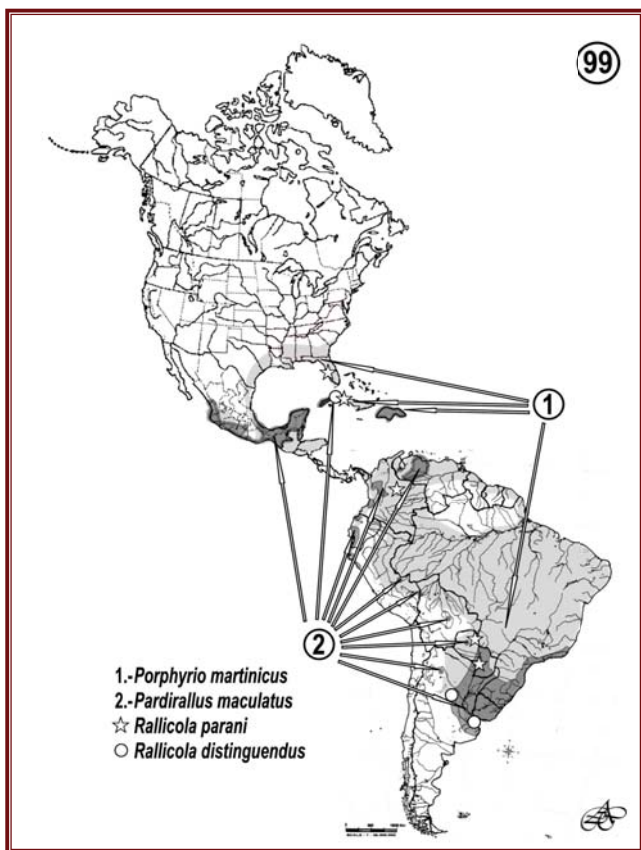 99
1
2
1.-Porphyrio martinicus
2.-Pardirallus maculatus
Rallicola parani
Rallicola distinguendus